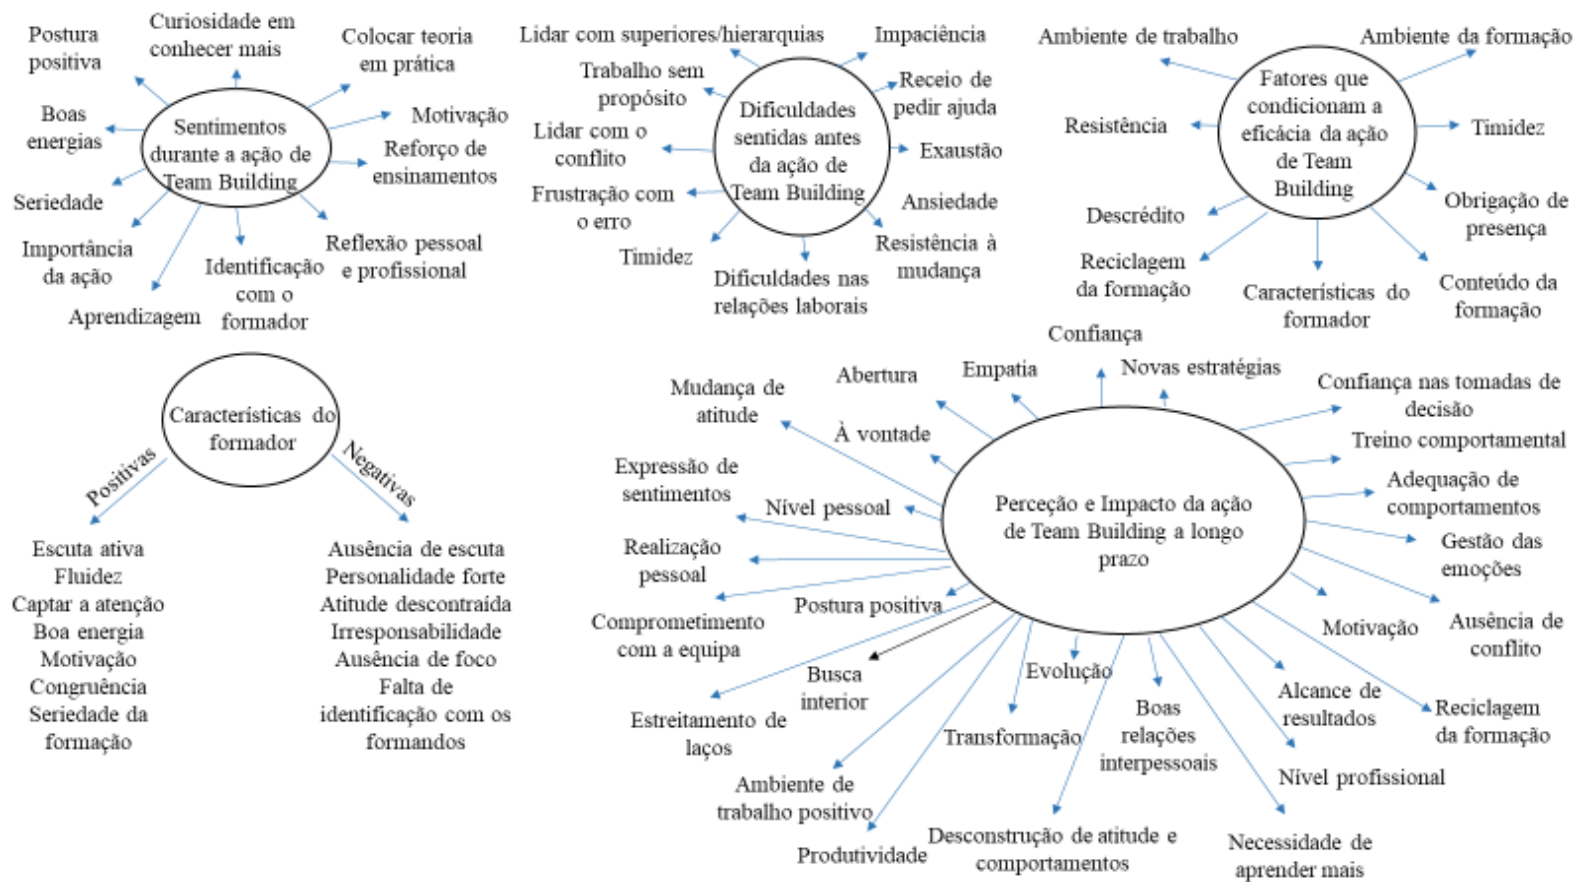 Postura
positiva
Curiosidade em
conhecer mais
Colocar teoria
em prática
Boas
energias
Motivação
Sentimentos
durante a ação de
Team Building
Reforço de
ensinamentos
Seriedade
Importância
da ação
Aprendizagem
Identificação
com o
formador
Reflexão pessoal
e profissional
Lidar com superiores/hierarquias
Impaciência
Trabalho sem
propósito
Receio de
pedir ajuda
Dificuldades
sentidas antes
da ação de
Team Building
Lidar com o
conflito
Exaustão
Frustração com
o erro
Ansiedade
Timidez
Resistência à
mudança
Dificuldades nas
relações laborais
Ambiente de trabalho
Ambiente da formação
Fatores que
condicionam a
eficácia da ação
de Team
Building
Resistência
Timidez
Descrédito
Obrigação de
presença
Reciclagem
da formação
Características do
formador
Conteúdo da
formação
Características do
formador
Positivas
Negativas
Escuta ativa
Fluidez
Captar a atenção
Boa energia
Motivação
Congruência
Seriedade da
formação
Ausência de escuta
Personalidade forte
Atitude descontraída
Irresponsabilidade
Ausência de foco
Falta de
identificação com os
formandos
Confiança
Empatia
Novas estratégias
Abertura
Mudança de
atitude
Confiança nas tomadas de
decisão
À vontade
Treino comportamental
Expressão de
sentimentos
Adequação de
comportamentos
Nível pessoal
Perceção e Impacto da ação
de Team Building a longo
prazo
Realização
pessoal
Gestão das
emoções
Postura positiva
Comprometimento
com a equipa
Motivação
Ausência de
conflito
Busca
interior
Evolução
Estreitamento de
laços
Transformação
Boas
relações
interpessoais
Alcance de
resultados
Reciclagem
da formação
Ambiente de
trabalho positivo
Nível profissional
Produtividade
Desconstrução de atitude e
comportamentos
Necessidade de
aprender mais